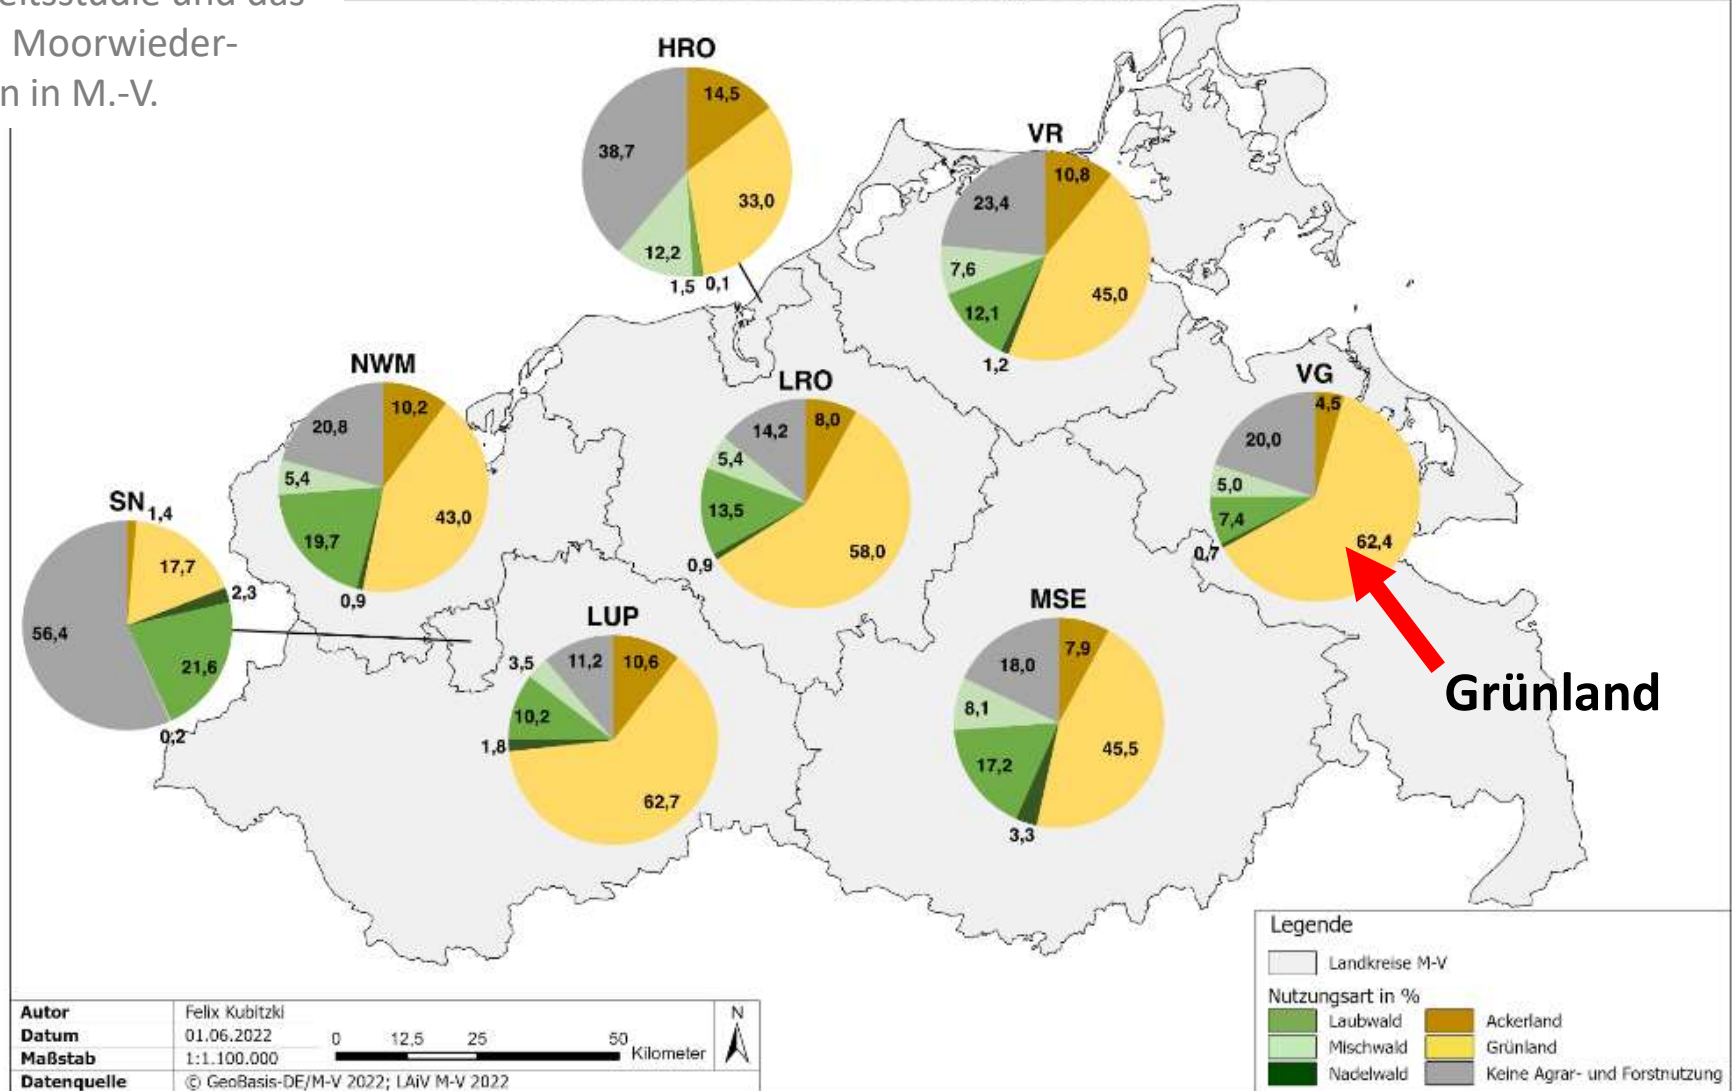 eitsstudie und das
Moorwieder-
n in M.-V.
HRO
14,5
33,0
0,1
1,5
12,2
38,7
VR
10,8
45,0
1,2
12,1
7,6
23,4
NWM
10,2
43,0
0,9
19,7
5,4
20,8
LRO
8,0
58,0
0,9
13,5
5,4
14,2
VG
4,5
62,4
0,7
7,4
5,0
20,0
SN
1,4
17,7
2,3
21,6
0,2
56,4
LUP
10,6
62,7
1,8
10,2
3,5
11,2
MSE
7,9
45,5
3,3
17,2
8,1
18,0
Grünland
Legende
Landkreise M-V
Nutzungsart in %
Laubwald Ackerland
Mischwald Grünland
Nadelwald Keine Agrar- und Forstnutzung
Autor Felix Kubitzki
Datum 01.06.2022
Maßstab 1:1.100.000
Datenquelle © GeoBasis-DE/M-V 2022; LAiV M-V 2022
0 12,5 25 50
Kilometer
N